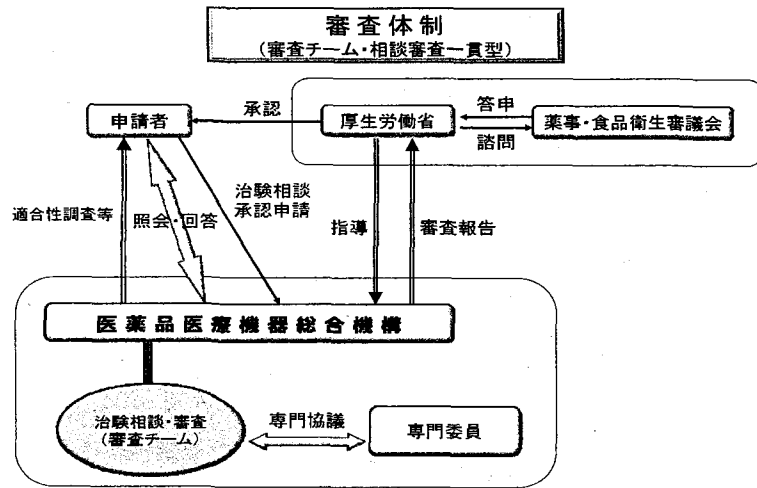 審査体制
(審査チーム・相談審査一貫型)
申請者
承認
厚生労働省
答申
諮問
薬事・食品衛生審議会
適合性調査等
照会・回答
治験相談
承認申請
指導
審査報告
医薬品医療機器総合機構
治験相談・審査
(審査チーム)
専門協議
専門委員